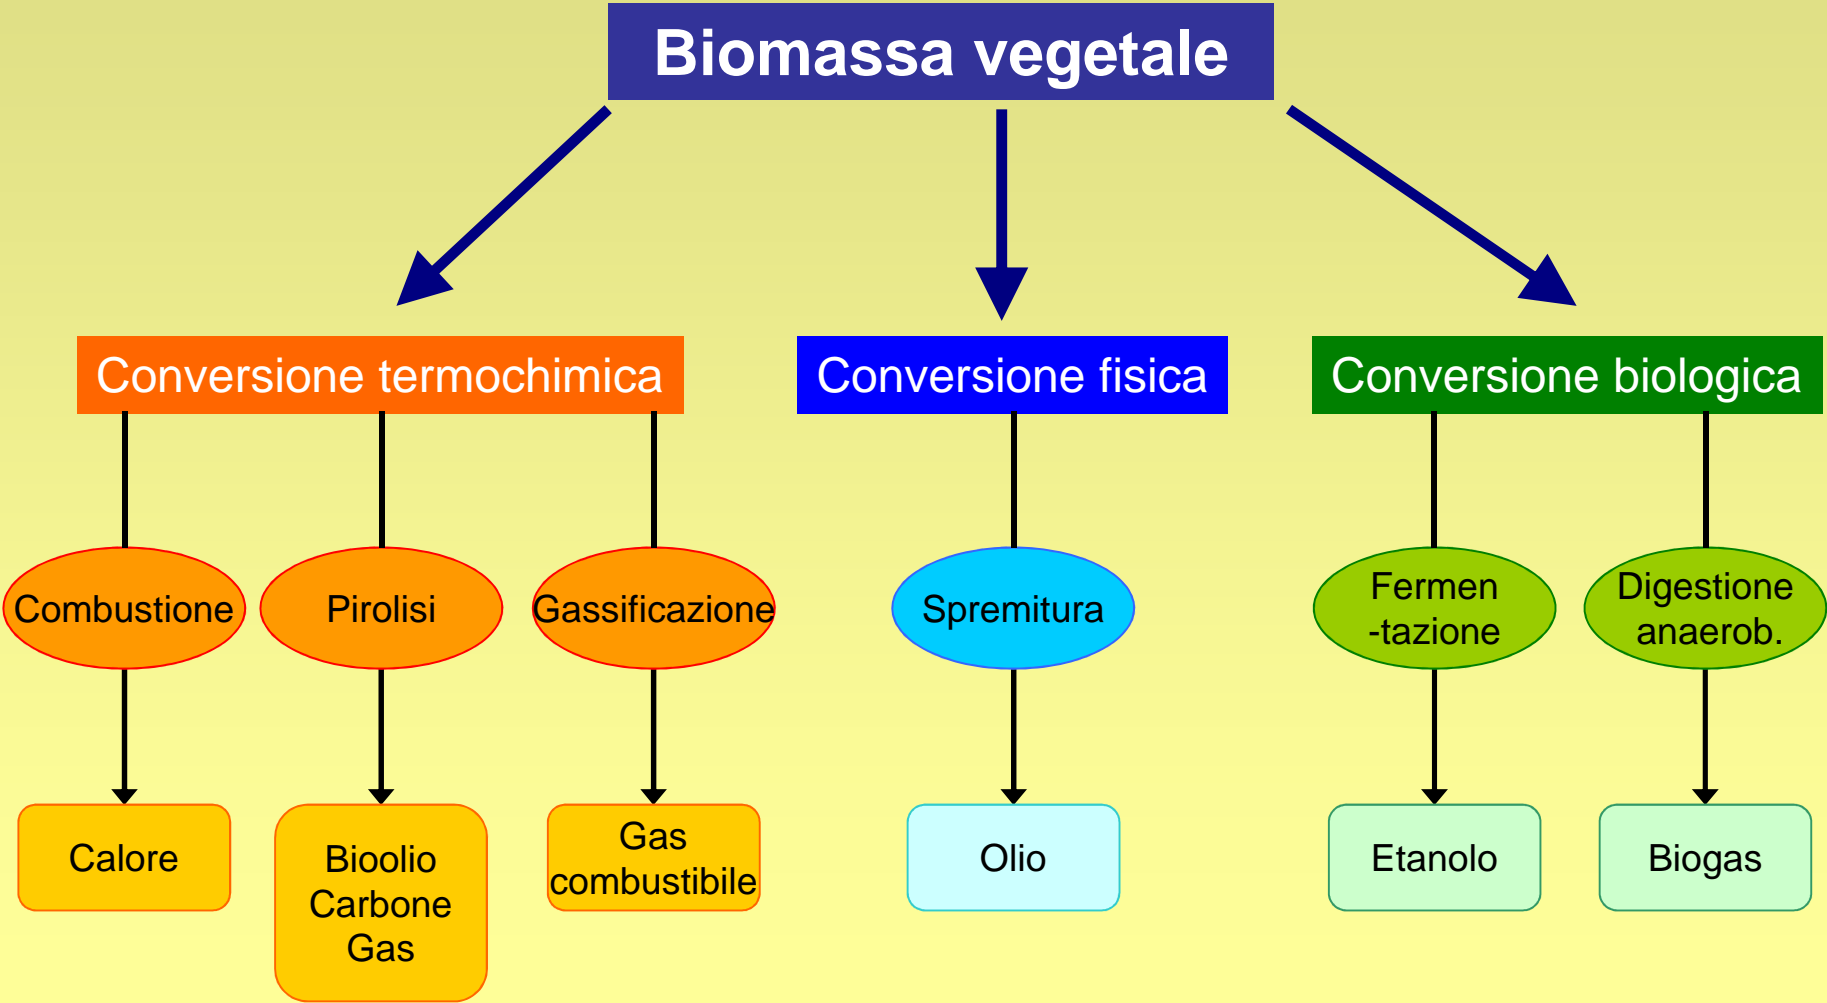 Biomassa vegetale
Conversione termochimica
Conversione fisica
Conversione biologica
Combustione
Pirolisi
Gassificazione
Spremitura
Fermen
-tazione
Digestione
anaerob.
Calore
Bioolio
Carbone
Gas
Gas
combustibile
Olio
Etanolo
Biogas